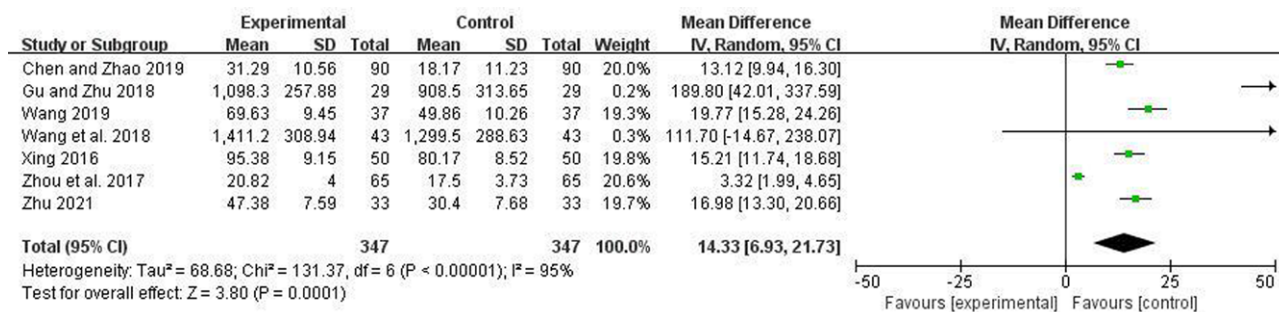 Experimental Control Mean Difference Mean Difference
Study or Subgroup Mean SD Total Mean SD Total Weight IV, Random, 95% CI IV, Random, 95% CI
Chen and Zhao 2019 31.29 10.56 90 18.17 11.23 90 20.0% 13.12 [9.94, 16.30]
Gu and Zhu 2018 1,098.3 257.88 29 908.5 313.65 29 0.2% 189.80 [42.01, 337.59]
Wang 2019 69.63 9.45 37 49.86 10.26 37 19.3% 19.77 [15.28, 24.26]
Wang et al. 2018 1,411.2 308.94 43 1,299.5 288.63 43 0.3% 111.70 [-14.67, 238.07]
Xing 2016 95.38 9.15 50 80.17 8.52 50 19.8% 15.21 [11.74, 18.68]
Zhou et al. 2017 20.82 4 65 17.5 3.73 65 20.6% 3.32 [1.99, 4.65]
Zhu 2021 47.38 7.59 33 30.4 7.68 33 19.7% 16.98 [13.30, 20.66]
Total (95% CI) 347 347 100.0% 14.33 [6.93, 21.73]
Heterogeneity: Tau² = 68.68; Chi² = 131.37, df = 6 (P < 0.00001); I² = 95%
Test for overall effect: Z = 3.80 (P = 0.0001)
-50 -25 0 25 50
Favours [experimental] Favours [control]